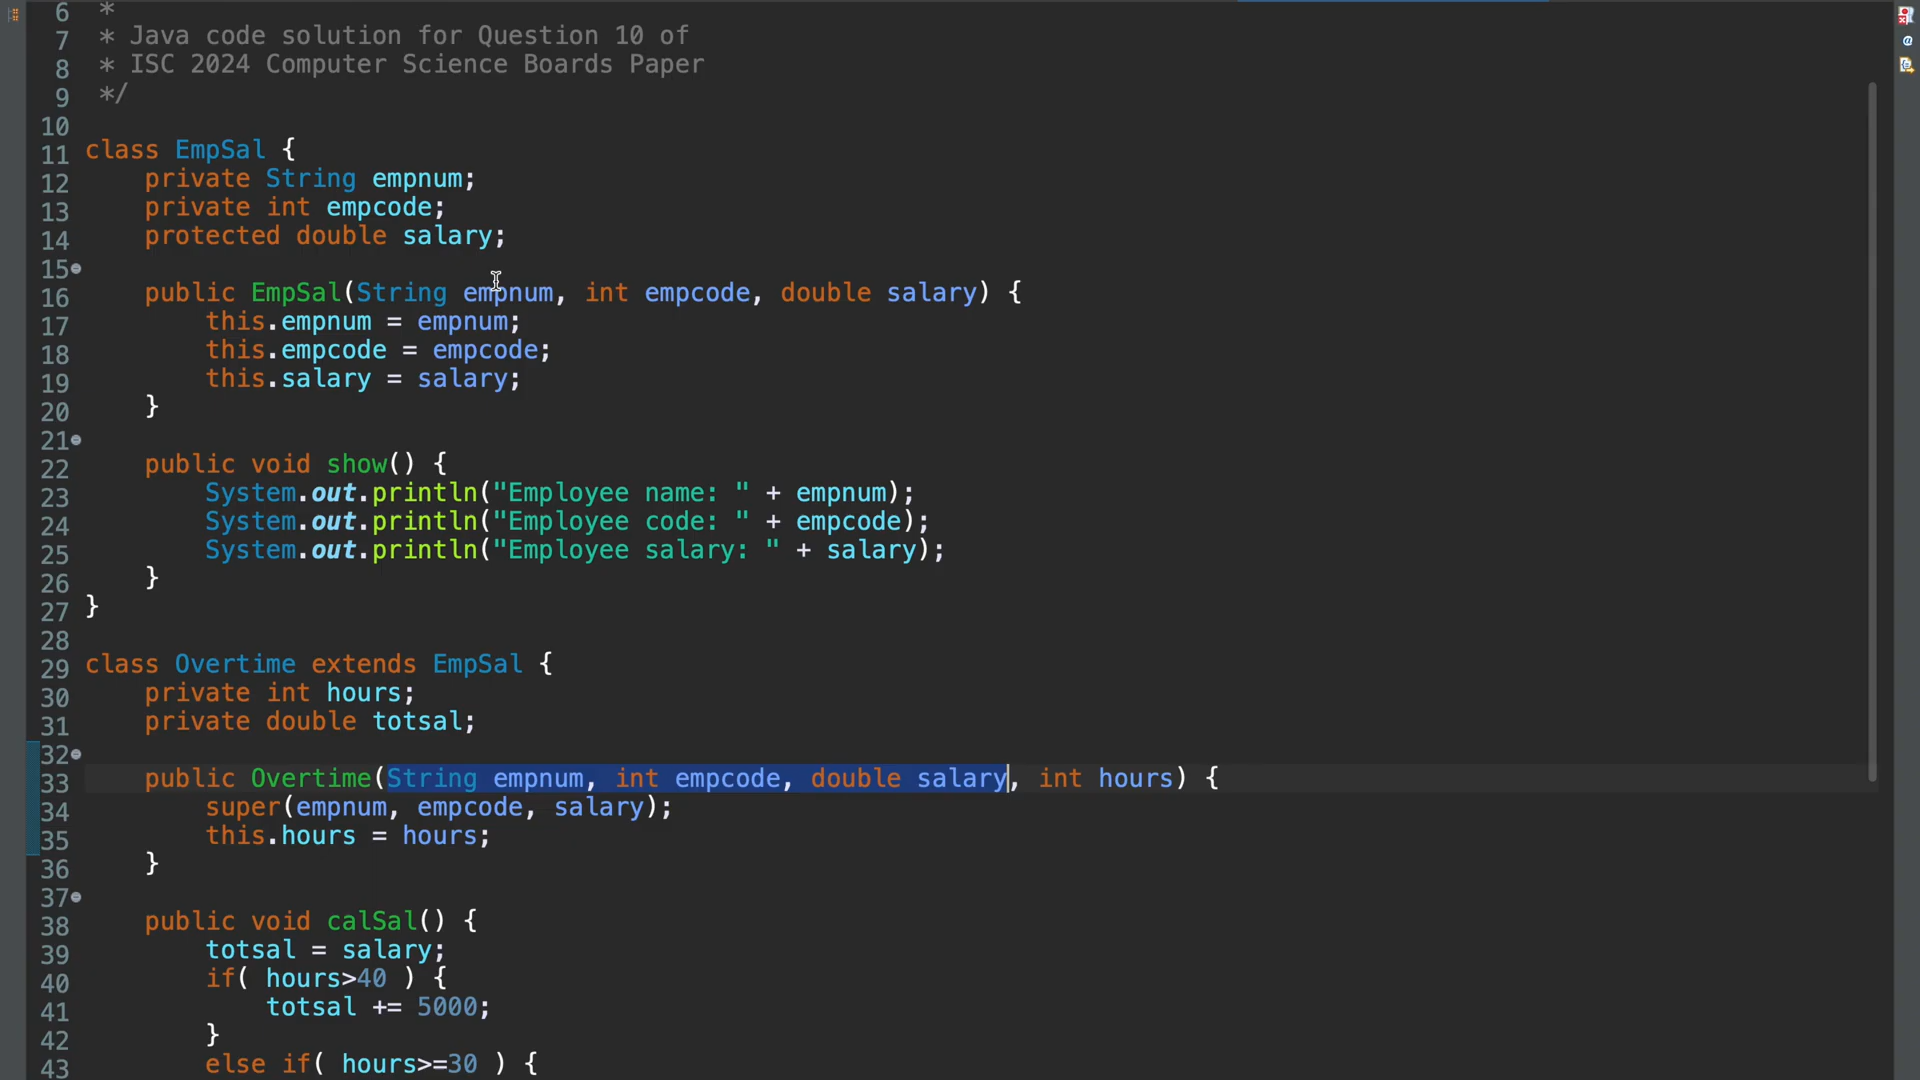 6 *
7 * Java code solution for Question 10 of
8 * ISC 2024 Computer Science Boards Paper
9 */
10
11 class EmpSal {
12 private String empnum;
13 private int empcode;
14 protected double salary;
15
16 public EmpSal(String empnum, int empcode, double salary) {
17 this.empnum = empnum;
18 this.empcode = empcode;
19 this.salary = salary;
20 }
21
22 public void show() {
23 System.out.println("Employee name: " + empnum);
24 System.out.println("Employee code: " + empcode);
25 System.out.println("Employee salary: " + salary);
26 }
27 }
28
29 class Overtime extends EmpSal {
30 private int hours;
31 private double totsal;
32
33 public Overtime(String empnum, int empcode, double salary, int hours) {
34 super(empnum, empcode, salary);
35 this.hours = hours;
36 }
37
38 public void calSal() {
39 totsal = salary;
40 if( hours>40 ) {
41 totsal += 5000;
42 }
43 else if( hours>=30 ) {